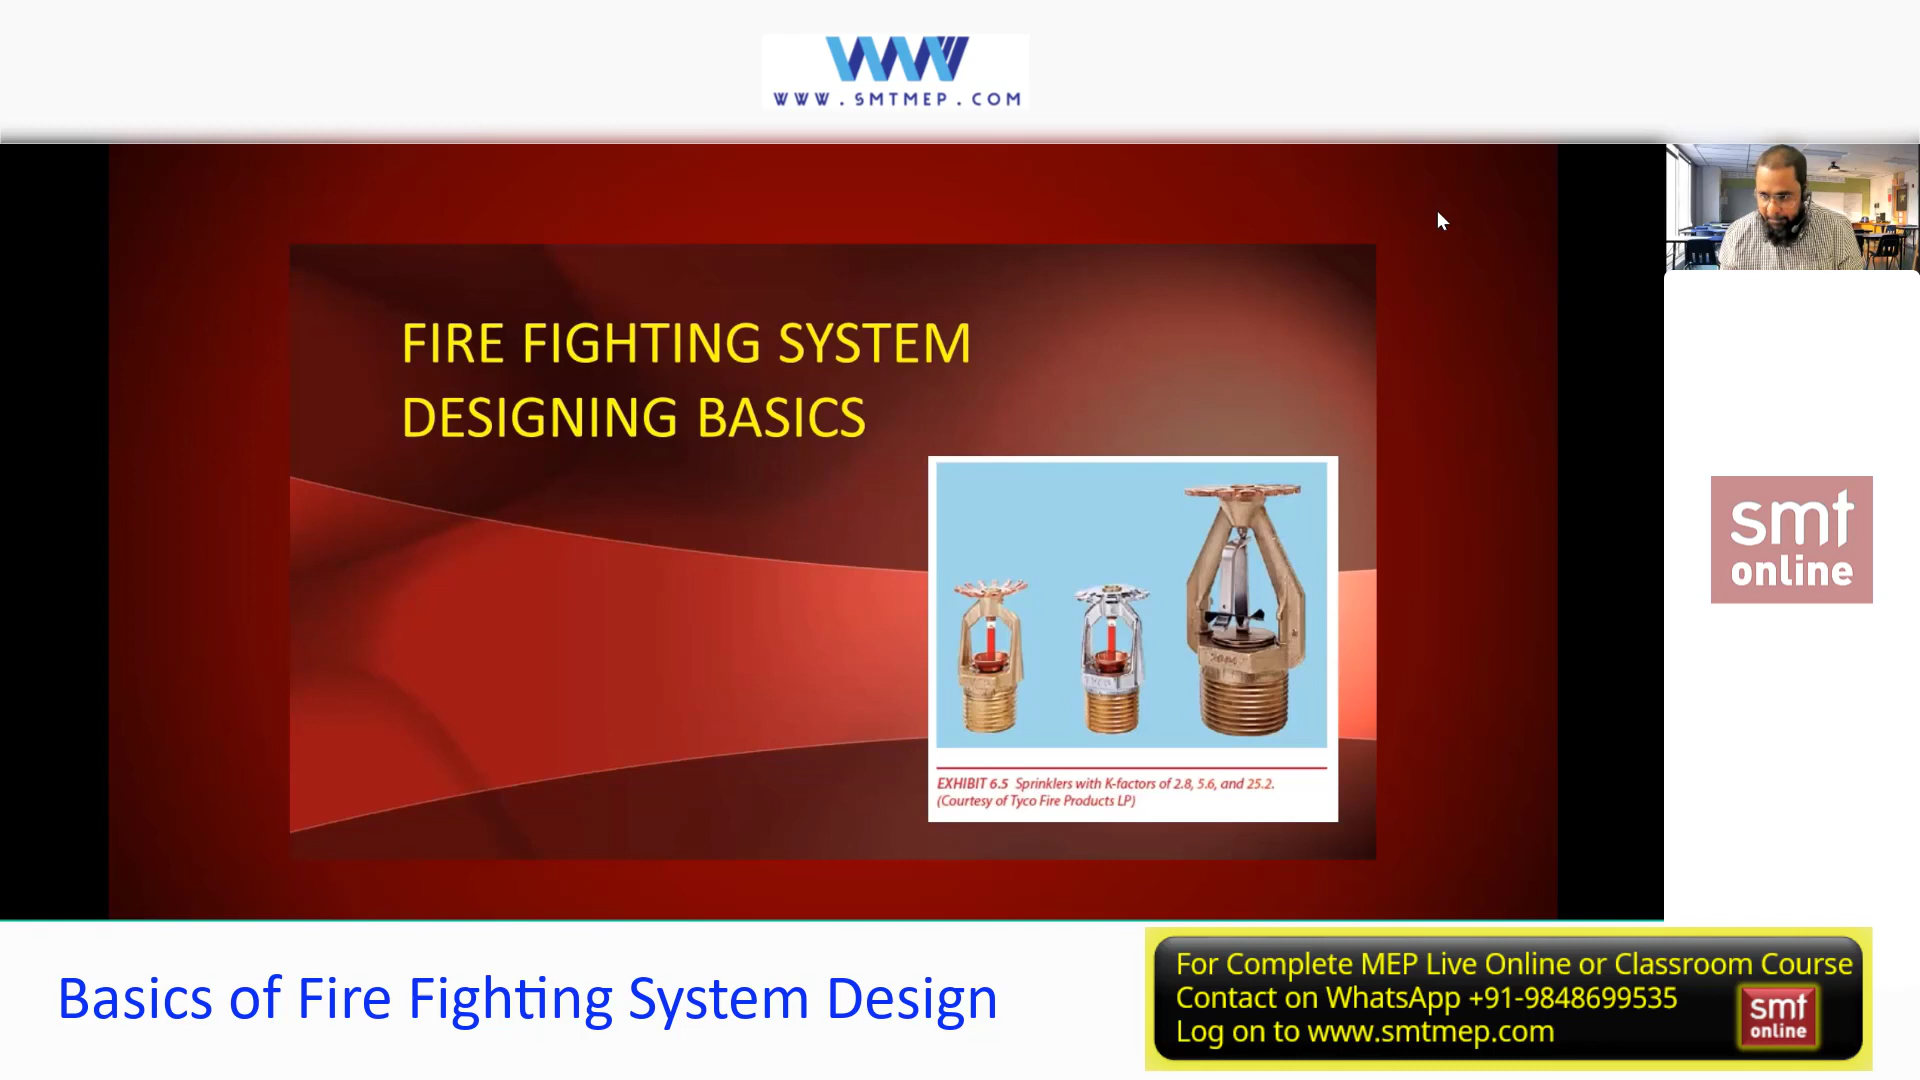 WWW.SMTMEP.COM
FIRE FIGHTING SYSTEM
DESIGNING BASICS
EXHIBIT 6.5 Sprinklers with K-factors of 2.8, 5.6, and 25.2.
(Courtesy of Tyco Fire Products LP)
smt
online
Basics of Fire Fighting System Design
For Complete MEP Live Online or Classroom Course
Contact on WhatsApp +91-9848699535
Log on to www.smtmep.com
smt
online